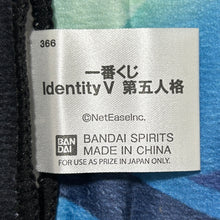 366
一番くじ
Identity V 第五人格
©NetEaseInc.
BAN
DAI
BANDAI SPIRITS
MADE IN CHINA
FOR USE AS PRIZE IN JAPAN ONLY.